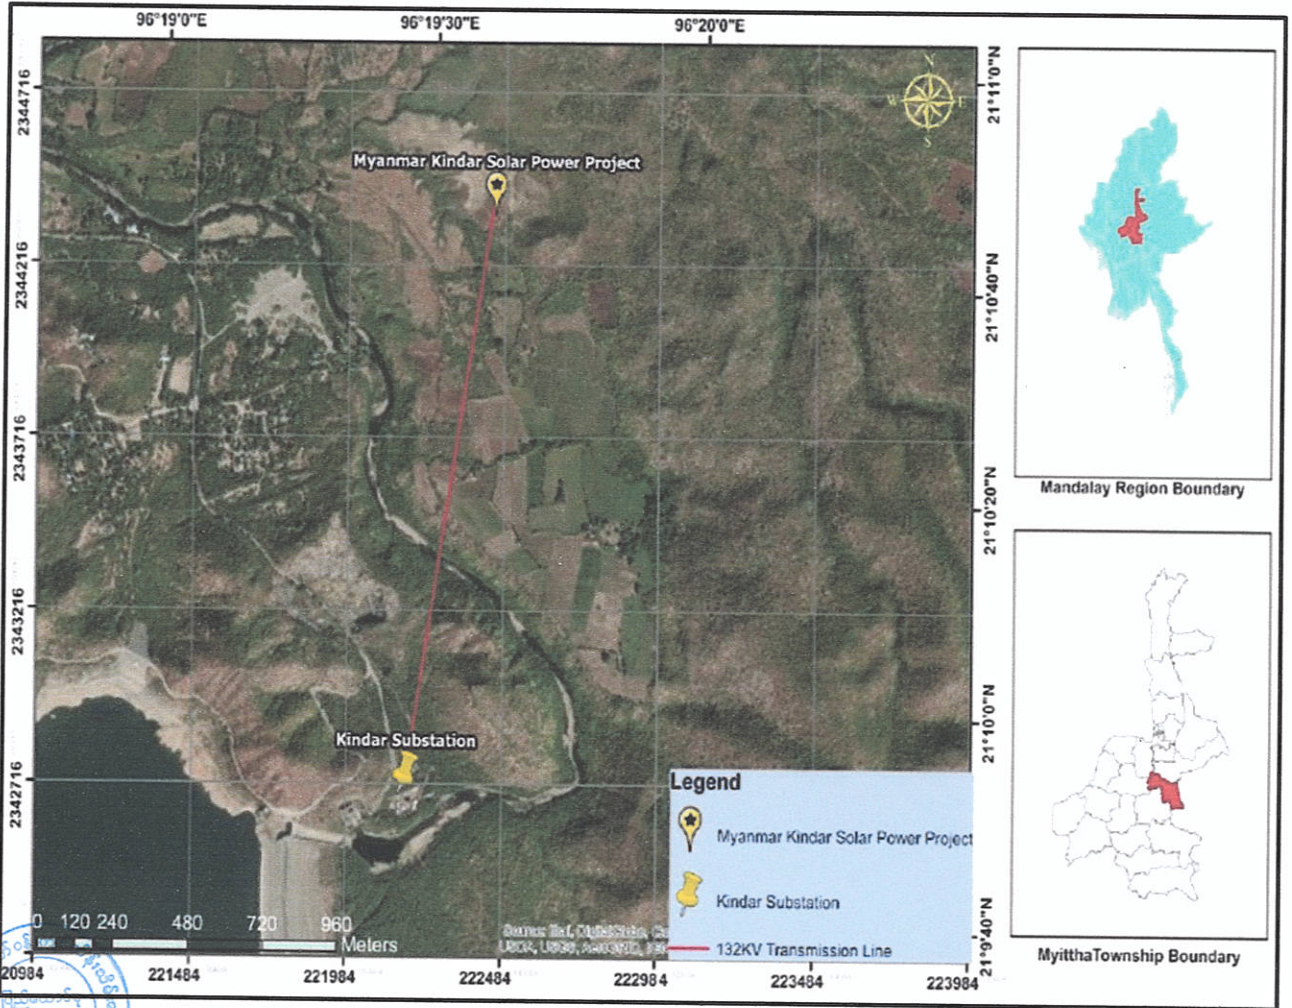 96°19'0"E
96°19'30"E
96°20'0"E
2344716
2344216
2343716
2343216
2342716
N
W
E
S
Myanmar Kindar Solar Power Project
Kindar Substation
21°11'0"N
21°10'40"N
21°10'20"N
21°10'0"N
21°9'40"N
Legend
Myanmar Kindar Solar Power Project
Kindar Substation
132KV Transmission Line
0 120 240 480 720 960
Meters
20984
221484
221984
222484
222984
223484
223984
Mandalay Region Boundary
MyitthaTownship Boundary